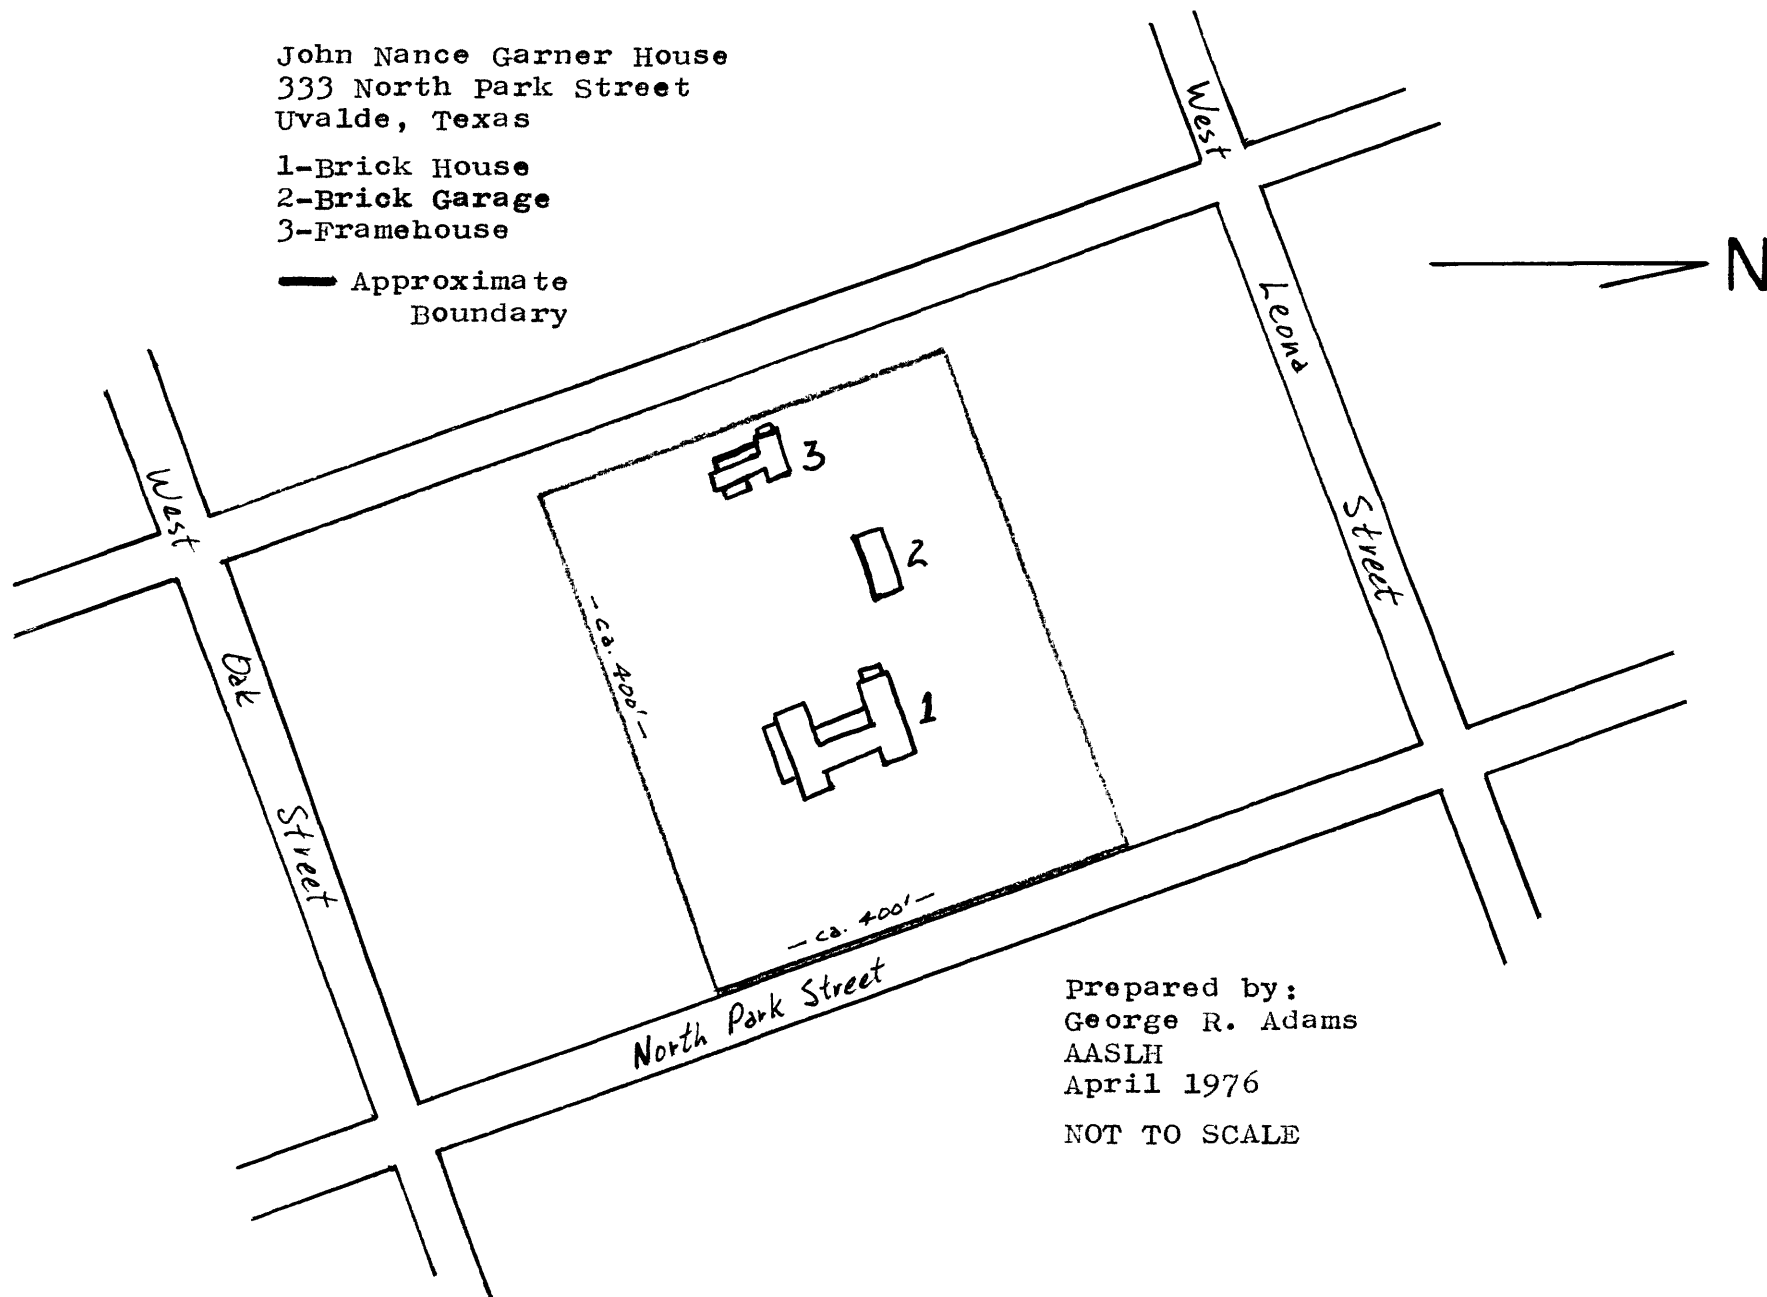 John Nance Garner House
333 North Park Street
Uvalde, Texas
1-Brick House
2-Brick Garage
3-Framehouse
Approximate
Boundary
West
Leona
Street
N
West
Oak
Street
3
2
1
-ca. 400'-
-ca. 400'-
North Park Street
Prepared by:
George R. Adams
AASLH
April 1976
NOT TO SCALE